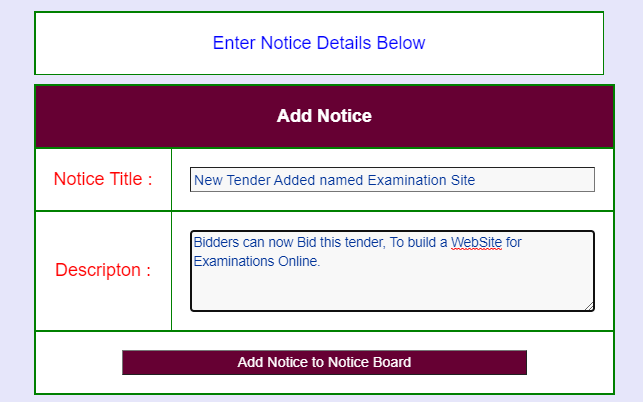 Enter Notice Details Below
Add Notice
Notice Title :
New Tender Added named Examination Site
Descripton :
Bidders can now Bid this tender, To build a WebSite for
Examinations Online.
Add Notice to Notice Board